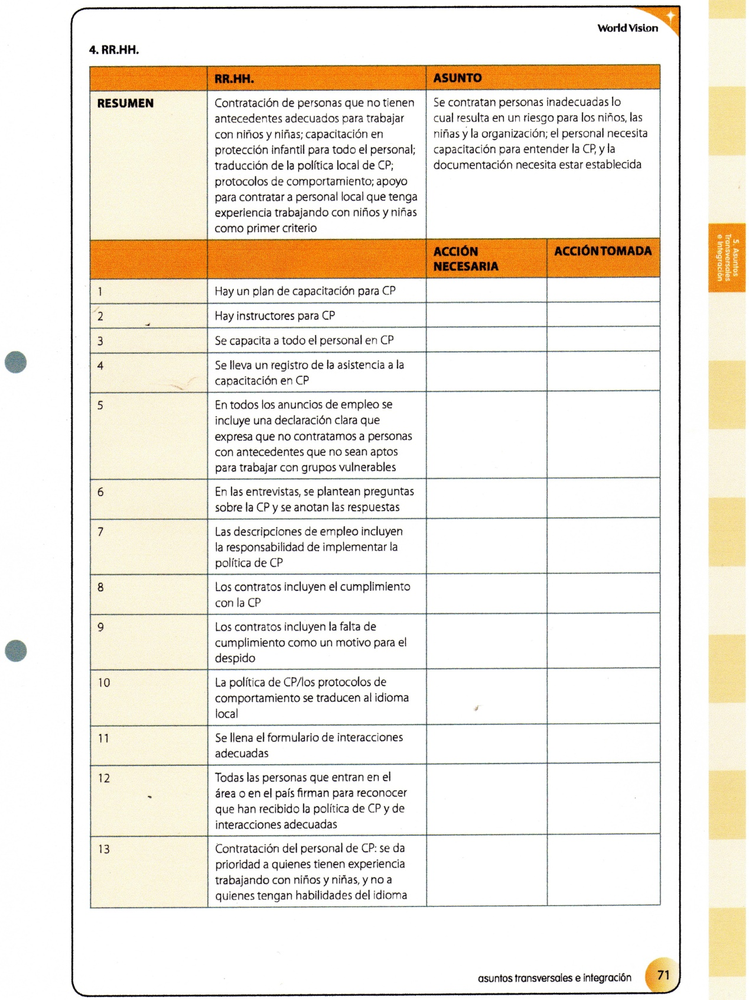 World Vision
4. RR.HH.
RR.HH.
ASUNTO
RESUMEN
Contratación de personas que no tienen
antecedentes adecuados para trabajar
con niños y niñas; capacitación en
protección infantil para todo el personal;
traducción de la política local de CP;
protocolos de comportamiento; apoyo
para contratar a personal local que tenga
experiencia trabajando con niños y niñas
como primer criterio
Se contratan personas inadecuadas lo
cual resulta en un riesgo para los niños, las
niñas y la organización; el personal necesita
capacitación para entender la CP, y la
documentación necesita estar establecida
ACCIÓN
NECESARIA
ACCIÓN TOMADA
1
Hay un plan de capacitación para CP
2
Hay instructores para CP
3
Se capacita a todo el personal en CP
4
Se lleva un registro de la asistencia a la
capacitación en CP
5
En todos los anuncios de empleo se
incluye una declaración clara que
expresa que no contratamos a personas
con antecedentes que no sean aptos
para trabajar con grupos vulnerables
6
En las entrevistas, se plantean preguntas
sobre la CP y se anotan las respuestas
7
Las descripciones de empleo incluyen
la responsabilidad de implementar la
política de CP
8
Los contratos incluyen el cumplimiento
con la CP
9
Los contratos incluyen la falta de
cumplimiento como un motivo para el
despido
10
La política de CP/los protocolos de
comportamiento se traducen al idioma
local
11
Se llena el formulario de interacciones
adecuadas
12
Todas las personas que entran en el
área o en el país firman para reconocer
que han recibido la política de CP y de
interacciones adecuadas
13
Contratación del personal de CP: se da
prioridad a quienes tienen experiencia
trabajando con niños y niñas, y no a
quienes tengan habilidades del idioma
5. Asuntos
Transversales
e Integración
asuntos transversales e integración
71